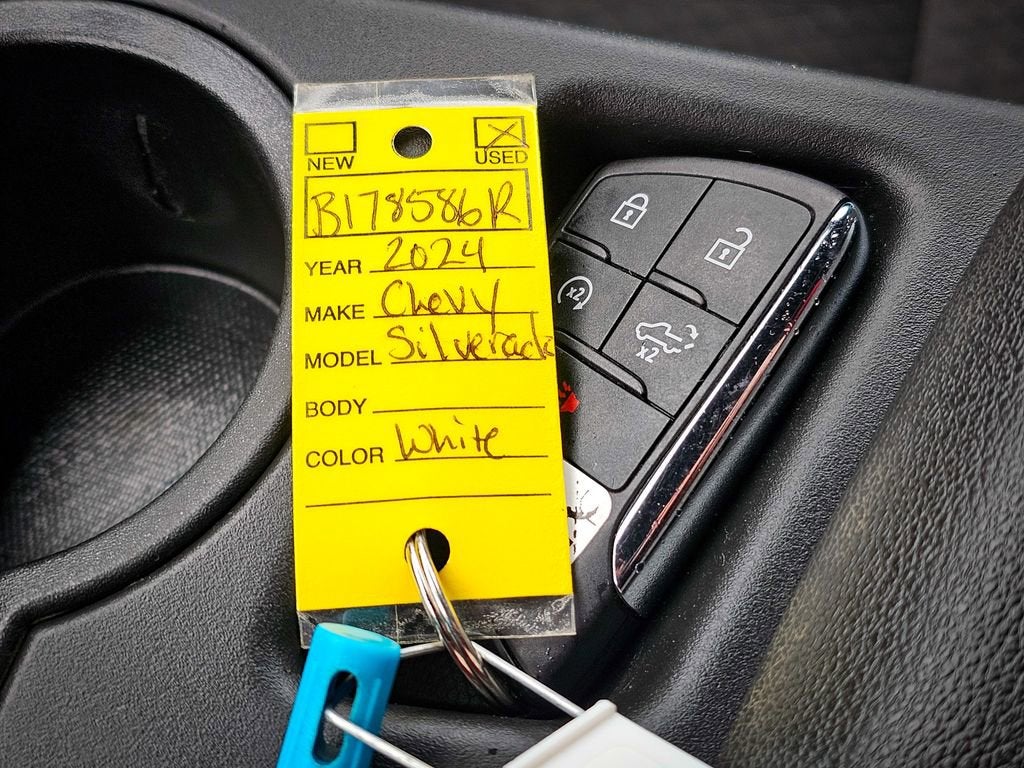 NEW USED
B178586R
YEAR 2024
MAKE Chevy
MODEL Silverado
BODY
COLOR White
x2
x2